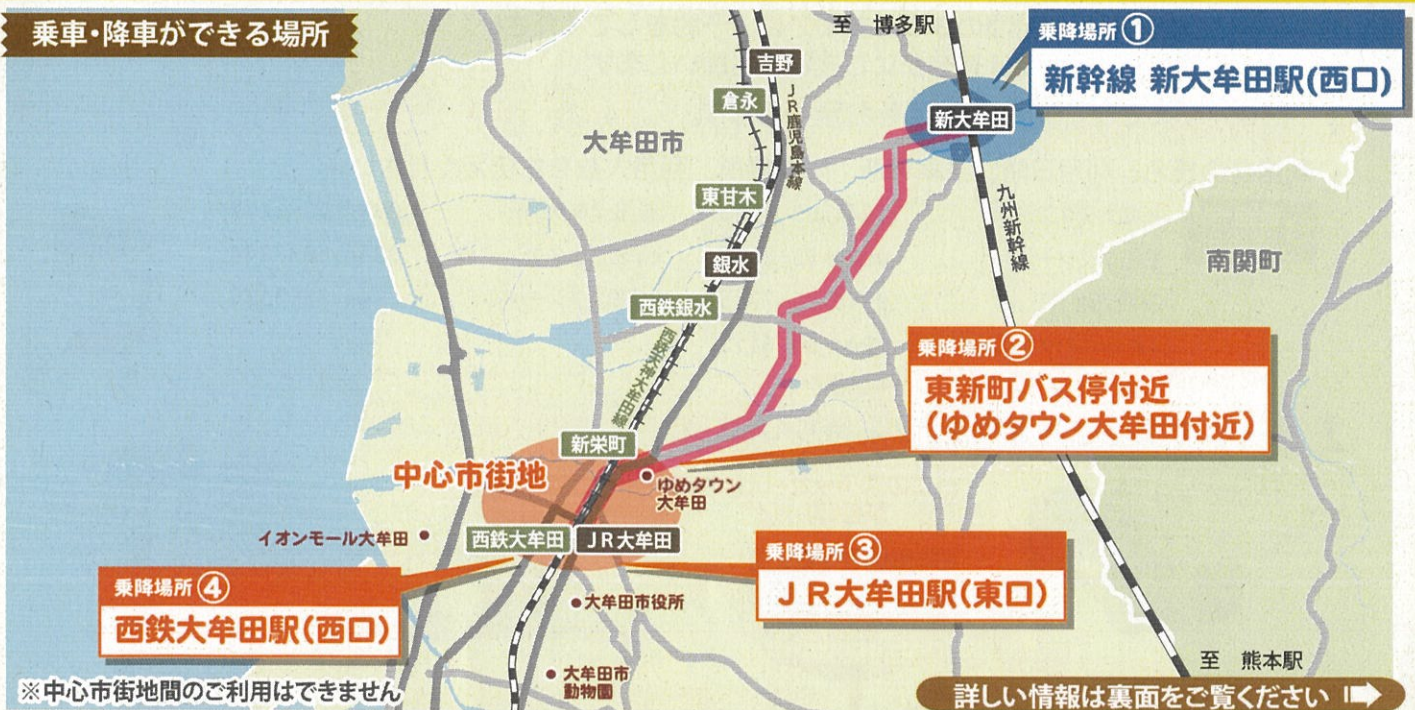 乗車・降車ができる場所
至 博多駅
乗降場所①
新幹線 新大牟田駅(西口)
吉野
倉永
JR鹿児島本線
新大牟田
大牟田市
東甘木
九州新幹線
銀水
南関町
西鉄銀水
西鉄天神大牟田線
乗降場所②
東新町バス停付近
(ゆめタウン大牟田付近)
新栄町
中心市街地
ゆめタウン
大牟田
イオンモール大牟田
西鉄大牟田
JR大牟田
乗降場所③
JR大牟田駅(東口)
乗降場所④
西鉄大牟田駅(西口)
大牟田市役所
大牟田市
動物園
至 熊本駅
※中心市街地間のご利用はできません
詳しい情報は裏面をご覧ください